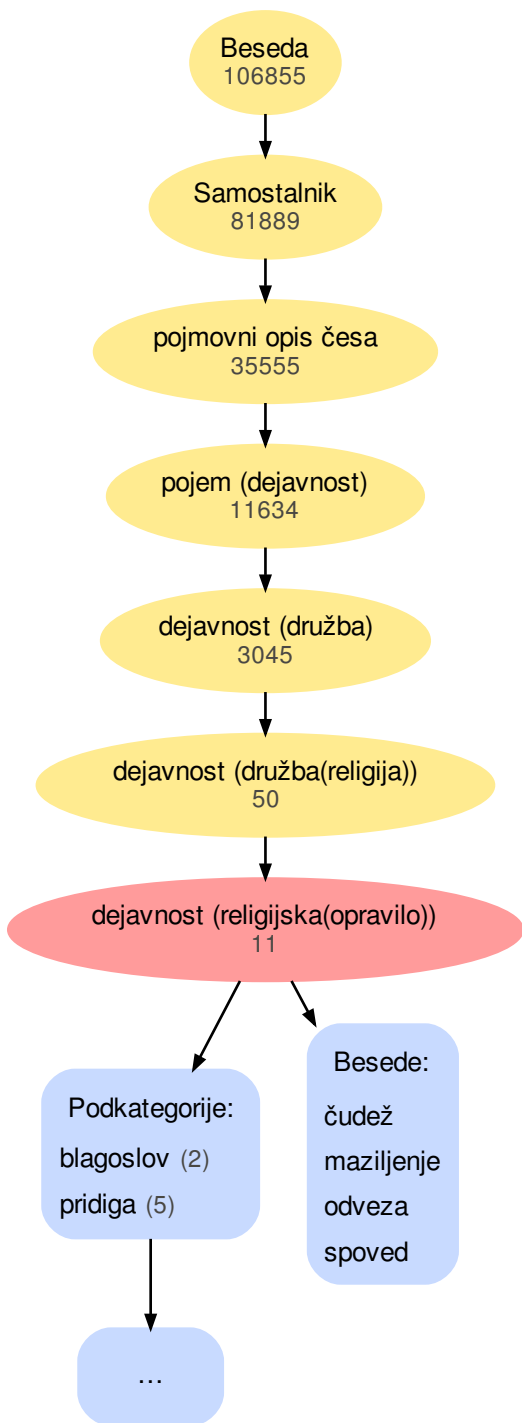 Beseda
106855
Samostalnik
81889
pojmovni opis česa
35555
pojem (dejavnost)
11634
dejavnost (družba)
3045
dejavnost (družba(religija))
50
dejavnost (religijska(opravilo))
11
Podkategorije:
blagoslov (2)
pridiga (5)
...
Besede:
čudež
maziljenje
odveza
spoved